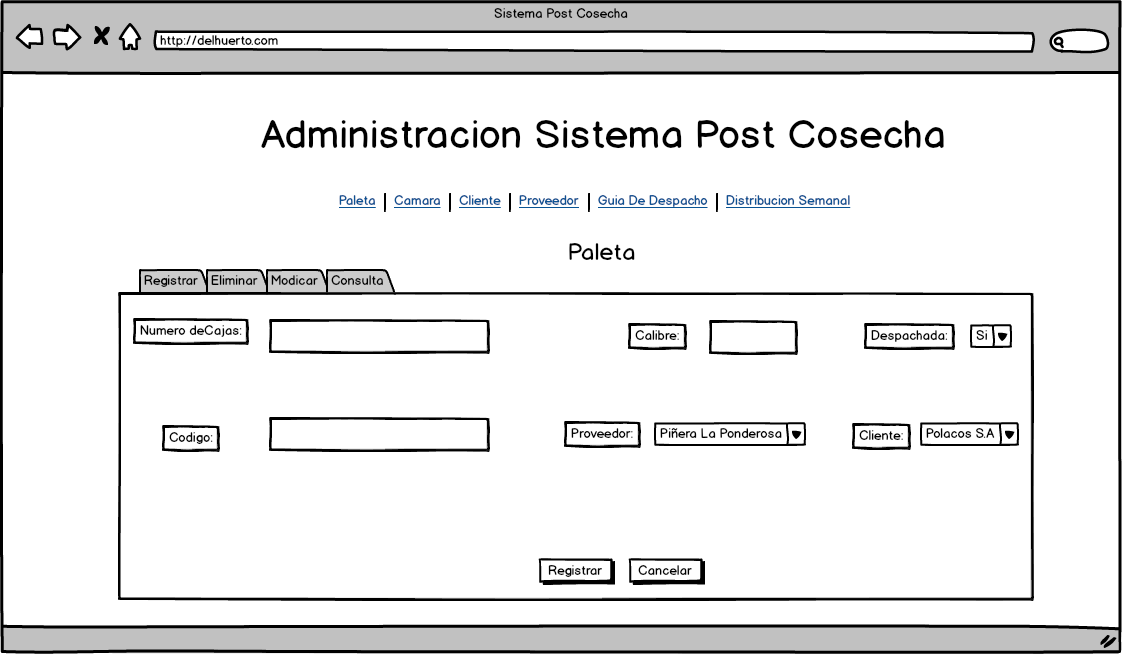 Sistema Post Cosecha
http://delhuerto.com
Administracion Sistema Post Cosecha
Paleta | Camara | Cliente | Proveedor | Guia De Despacho | Distribucion Semanal
Paleta
Registrar Eliminar Modicar Consulta
Numero deCajas: Calibre: Despachada: Si
Codigo: Proveedor: Piñera La Ponderosa Cliente: Polacos S.A
Registrar Cancelar